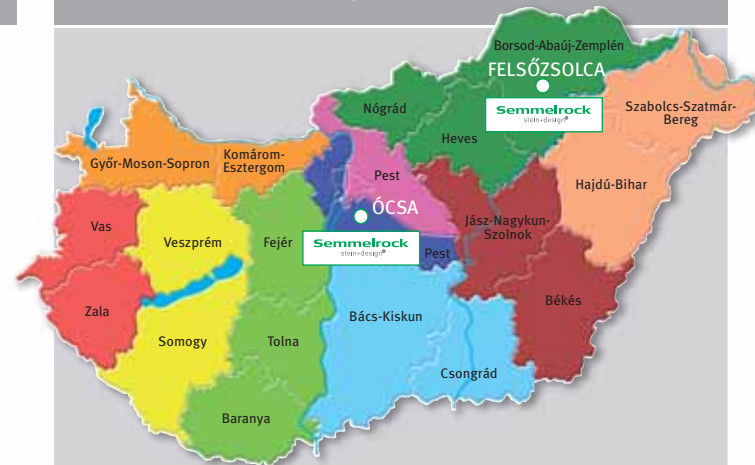 Borsod-Abaúj-Zemplén
FELSŐZSOLCA
Semmelrock
stein+design®
Nógrád
Szabolcs-Szatmár-
Bereg
Heves
Győr-Moson-Sopron
Komárom-
Esztergom
Pest
Hajdú-Bihar
ÓCSA
Vas
Veszprém
Fejér
Jász-Nagykun-
Szolnok
Semmelrock
stein+design®
Pest
Zala
Békés
Bács-Kiskun
Somogy
Tolna
Csongrád
Baranya